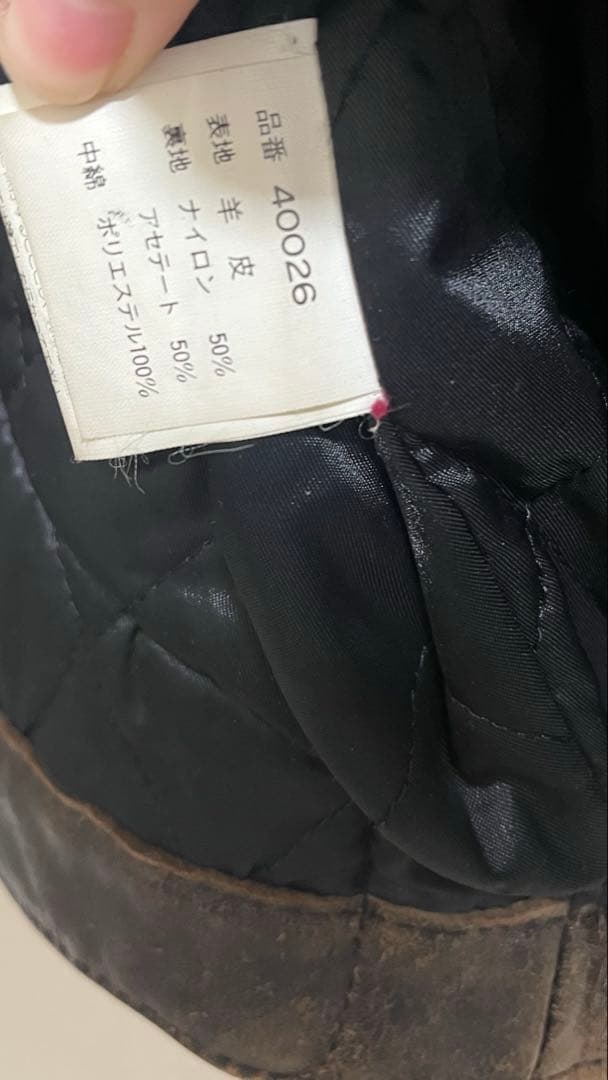 品番 40026
表地 羊皮
裏地 ナイロン 50%
アセテート 50%
中綿 ポリエステル100%